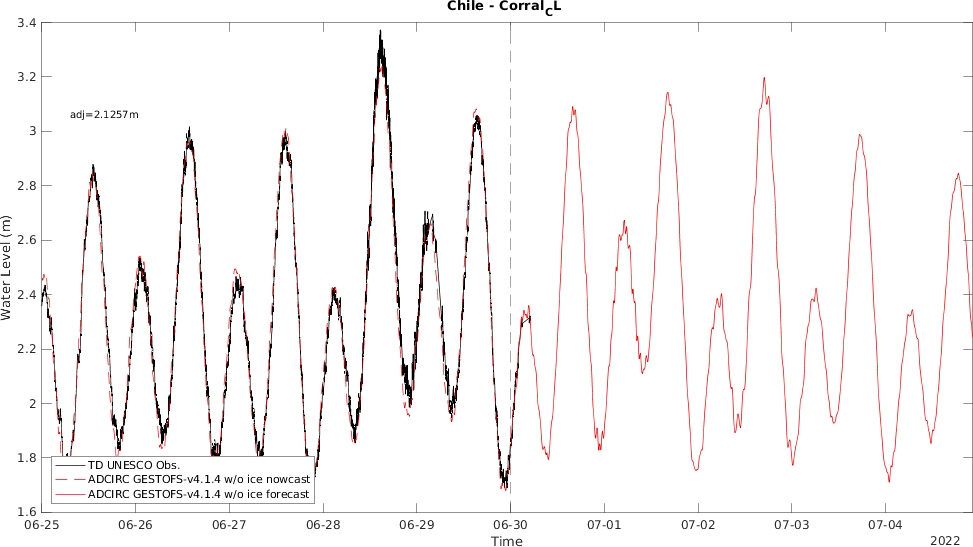 Chile - Corral_CL
3.4
3.2
adj=2.1257m
3
2.8
2.6
Water Level (m)
2.4
2.2
2
1.8
TD UNESCO Obs.
ADCIRC GESTOFS-v4.1.4 w/o ice nowcast
ADCIRC GESTOFS-v4.1.4 w/o ice forecast
1.6
06-25 06-26 06-27 06-28 06-29 06-30 07-01 07-02 07-03 07-04
Time
2022